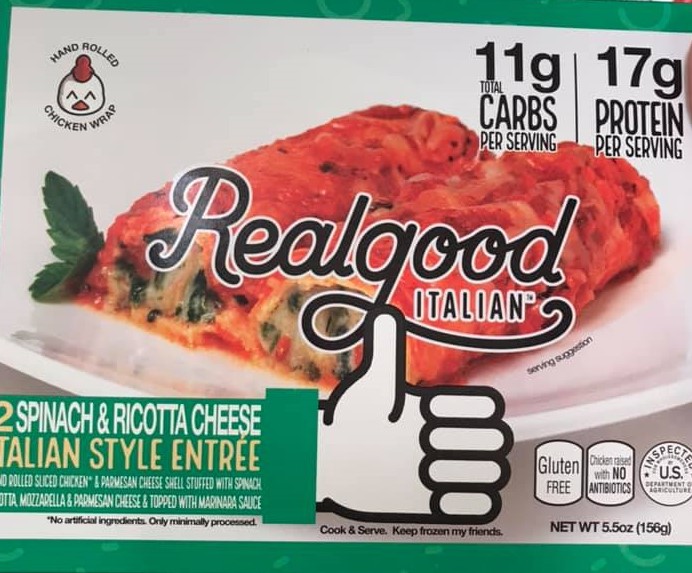 HAND ROLLED
CHICKEN WRAP
11g
TOTAL
CARBS
PER SERVING
17g
PROTEIN
PER SERVING
Realgood
ITALIAN™
serving suggestion
2 SPINACH & RICOTTA CHEESE
TALIAN STYLE ENTRÉE
ND ROLLED SLICED CHICKEN* & PARMESAN CHEESE SHELL STUFFED WITH SPINACH
OTTA, MOZZARELLA & PARMESAN CHEESE & TOPPED WITH MARINARA SAUCE
*No artificial ingredients. Only minimally processed.
Cook & Serve. Keep frozen my friends.
Gluten
FREE
Chicken raised
with NO
ANTIBIOTICS
INSPECTE
U.S.
DEPARTMENT O
AGRICULTURE
NET WT 5.5oz (156g)